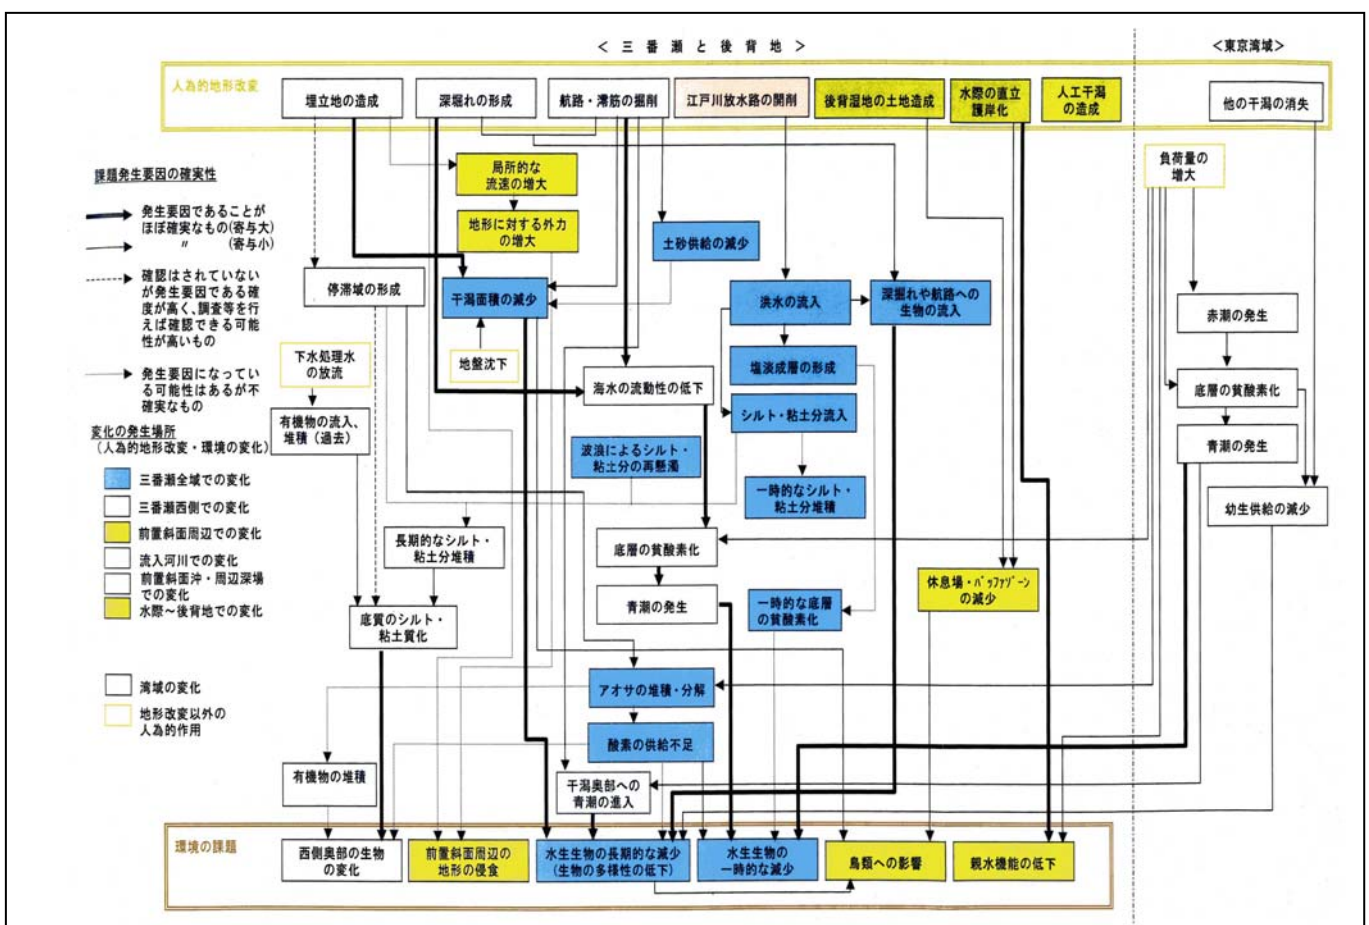 ＜ 三 番 瀬 と 後 背 地 ＞
＜東京湾域＞
人為的地形改変
埋立地の造成
深堀れの形成
航路・澪筋の掘削
江戸川放水路の開削
後背湿地の土地造成
水際の直立
護岸化
人工干潟
の造成
他の干潟の消失
課題発生要因の確実性
発生要因であることが
ほぼ確実なもの(寄与大)
〃 (寄与小)
確認はされていない
が発生要因である確
度が高く、調査等を行
えば確認できる可能
性が高いもの
発生要因になってい
る可能性はあるが不
確実なもの
変化の発生場所
(人為的地形改変・環境の変化)
三番瀬全域での変化
三番瀬西側での変化
前置斜面周辺での変化
流入河川での変化
前置斜面沖・周辺深場
での変化
水際～後背地での変化
湾域の変化
地形改変以外の
人為的作用
局所的な
流速の増大
地形に対する外力
の増大
土砂供給の減少
負荷量の
増大
停滞域の形成
干潟面積の減少
洪水の流入
深掘れや航路への
生物の流入
赤潮の発生
下水処理水
の放流
地盤沈下
海水の流動性の低下
塩淡成層の形成
底層の貧酸素化
有機物の流入、
堆積（過去）
シルト・粘土分流入
青潮の発生
波浪によるシルト・
粘土分の再懸濁
一時的なシルト・
粘土分堆積
幼生供給の減少
長期的なシルト・
粘土分堆積
底層の貧酸素化
休息場・ﾊﾞｯﾌｧｿﾞｰﾝ
の減少
青潮の発生
一時的な底層
の貧酸素化
底質のシルト・
粘土質化
アオサの堆積・分解
酸素の供給不足
有機物の堆積
干潟奥部への
青潮の進入
環境の課題
西側奥部の生物
の変化
前置斜面周辺の
地形の侵食
水生生物の長期的な減少
(生物の多様性の低下)
水生生物の
一時的な減少
鳥類への影響
親水機能の低下